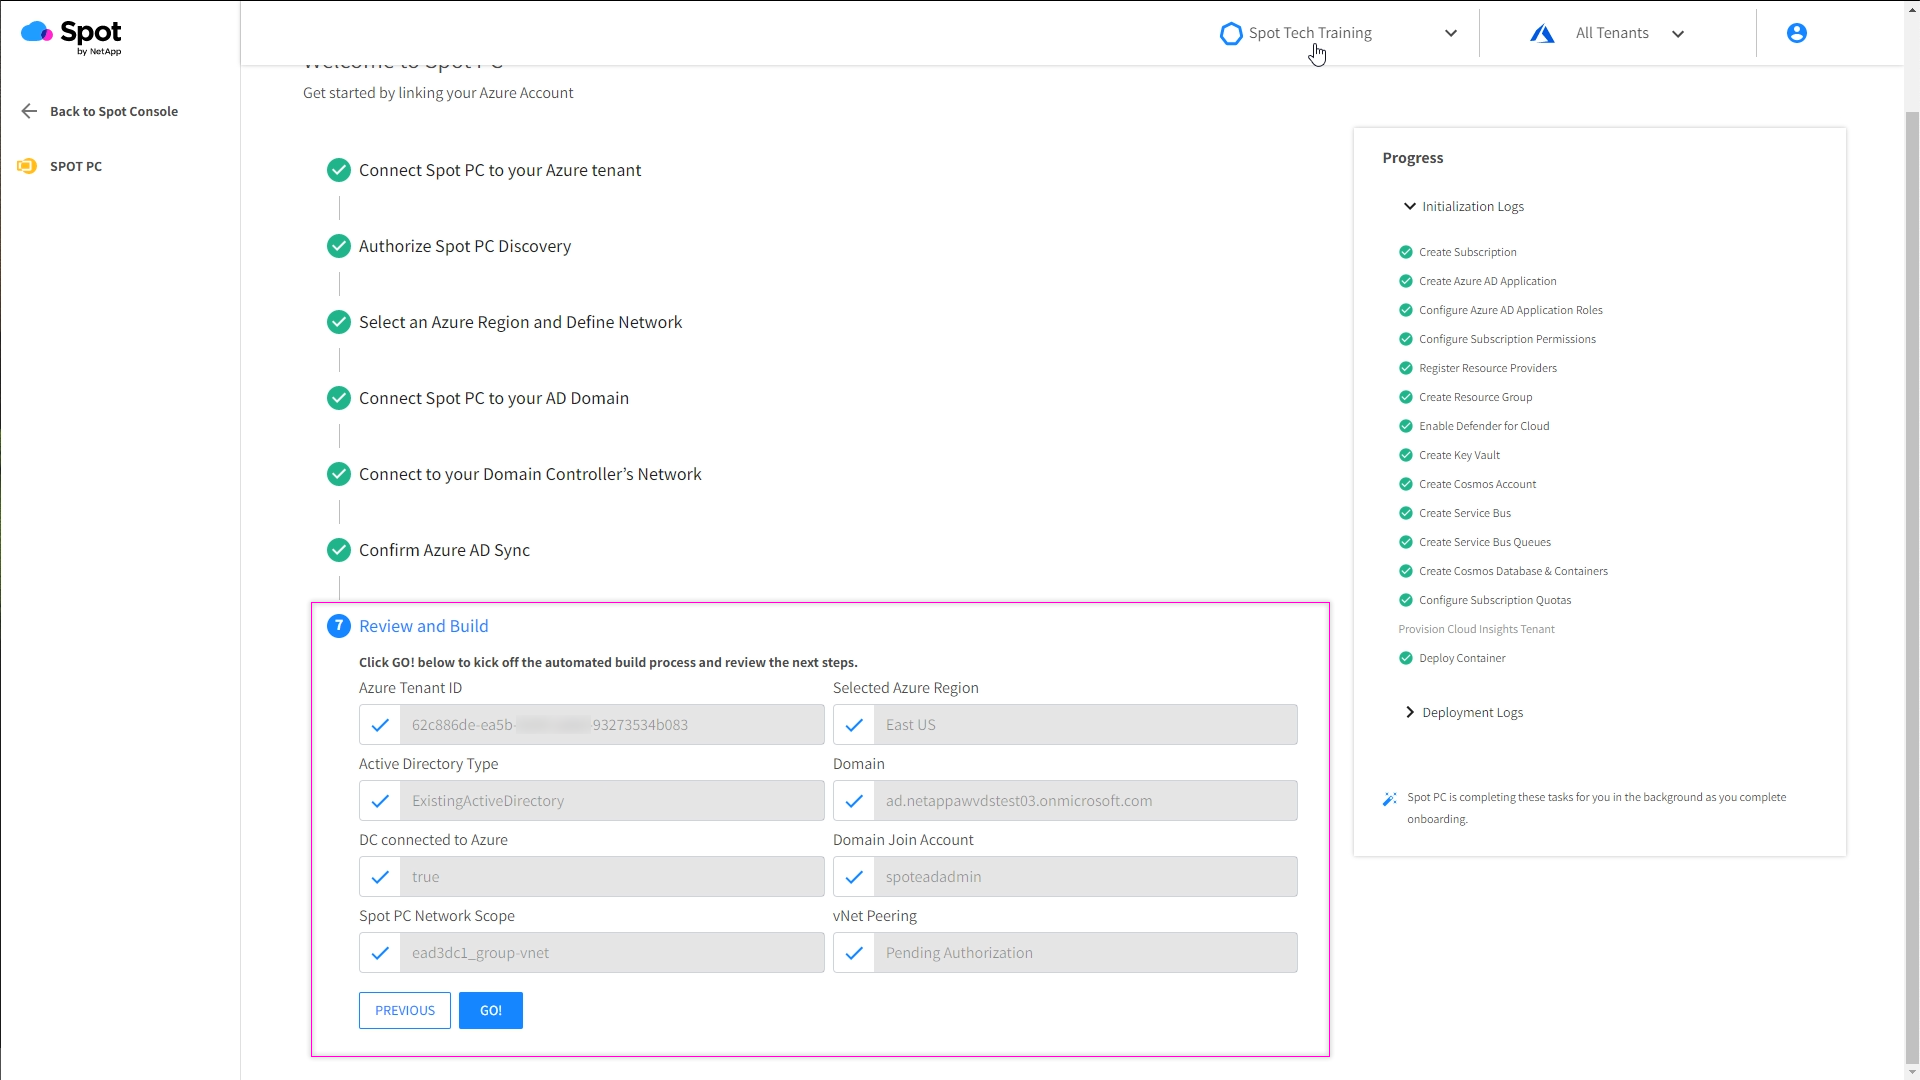 Spot
by NetApp
Spot Tech Training
All Tenants
Back to Spot Console
SPOT PC
Welcome to Spot PC
Get started by linking your Azure Account
Connect Spot PC to your Azure tenant
Authorize Spot PC Discovery
Select an Azure Region and Define Network
Connect Spot PC to your AD Domain
Connect to your Domain Controller’s Network
Confirm Azure AD Sync
7 Review and Build
Click GO! below to kick off the automated build process and review the next steps.
Azure Tenant ID
62c886de-ea5b- -93273534b083
Selected Azure Region
East US
Active Directory Type
ExistingActiveDirectory
Domain
ad.netappawvdstest03.onmicrosoft.com
DC connected to Azure
true
Domain Join Account
spoteadadmin
Spot PC Network Scope
ead3dc1_group-vnet
vNet Peering
Pending Authorization
PREVIOUS
GO!
Progress
Initialization Logs
Create Subscription
Create Azure AD Application
Configure Azure AD Application Roles
Configure Subscription Permissions
Register Resource Providers
Create Resource Group
Enable Defender for Cloud
Create Key Vault
Create Cosmos Account
Create Service Bus
Create Service Bus Queues
Create Cosmos Database & Containers
Configure Subscription Quotas
Provision Cloud Insights Tenant
Deploy Container
Deployment Logs
Spot PC is completing these tasks for you in the background as you complete
onboarding.